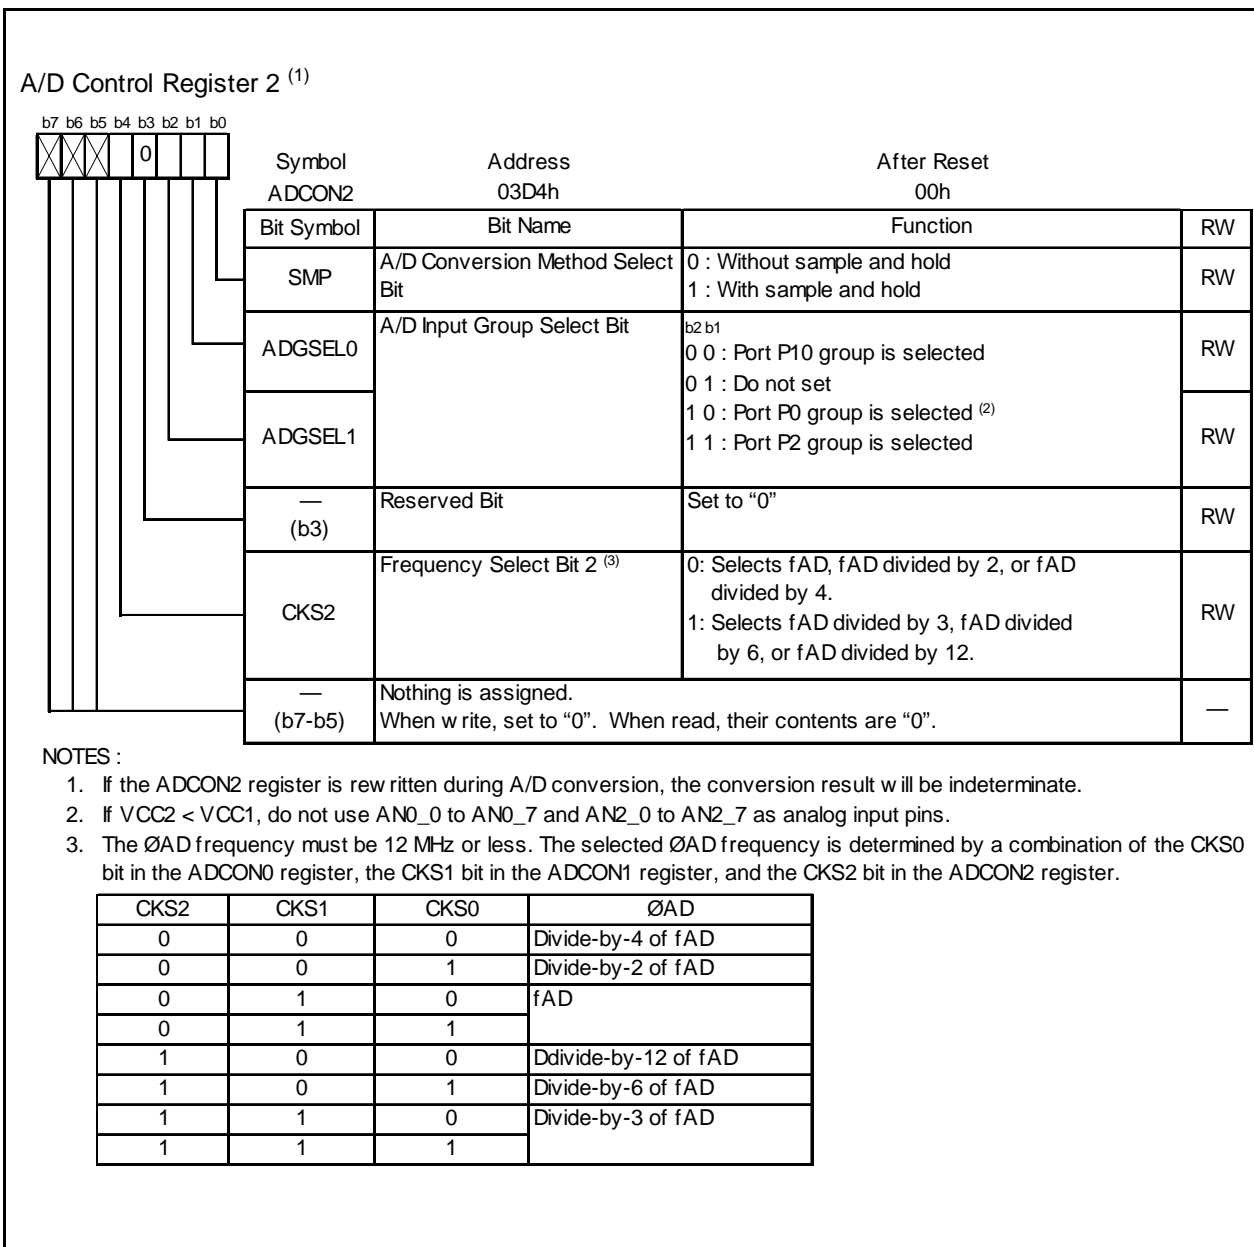 A/D Control Register 2 (1)
b7 b6 b5 b4 b3 b2 b1 b0
0
Symbol Address After Reset
ADCON2 03D4h 00h
Bit Symbol Bit Name Function RW
SMP A/D Conversion Method Select Bit 0 : Without sample and hold RW
1 : With sample and hold
ADGSEL0 A/D Input Group Select Bit b2 b1 RW
0 0 : Port P10 group is selected
0 1 : Do not set
ADGSEL1 1 0 : Port P0 group is selected (2) RW
1 1 : Port P2 group is selected
— Reserved Bit Set to “0” RW
(b3)
CKS2 Frequency Select Bit 2 (3) 0: Selects fAD, fAD divided by 2, or fAD RW
divided by 4.
1: Selects fAD divided by 3, fAD divided
by 6, or fAD divided by 12.
— Nothing is assigned. —
(b7-b5) When write, set to “0”. When read, their contents are “0”.
NOTES :
1. If the ADCON2 register is rewritten during A/D conversion, the conversion result will be indeterminate.
2. If VCC2 < VCC1, do not use AN0_0 to AN0_7 and AN2_0 to AN2_7 as analog input pins.
3. The ØAD frequency must be 12 MHz or less. The selected ØAD frequency is determined by a combination of the CKS0
bit in the ADCON0 register, the CKS1 bit in the ADCON1 register, and the CKS2 bit in the ADCON2 register.
CKS2 CKS1 CKS0 ØAD
0 0 0 Divide-by-4 of fAD
0 0 1 Divide-by-2 of fAD
0 1 0 fAD
0 1 1
1 0 0 Ddivide-by-12 of fAD
1 0 1 Divide-by-6 of fAD
1 1 0 Divide-by-3 of fAD
1 1 1